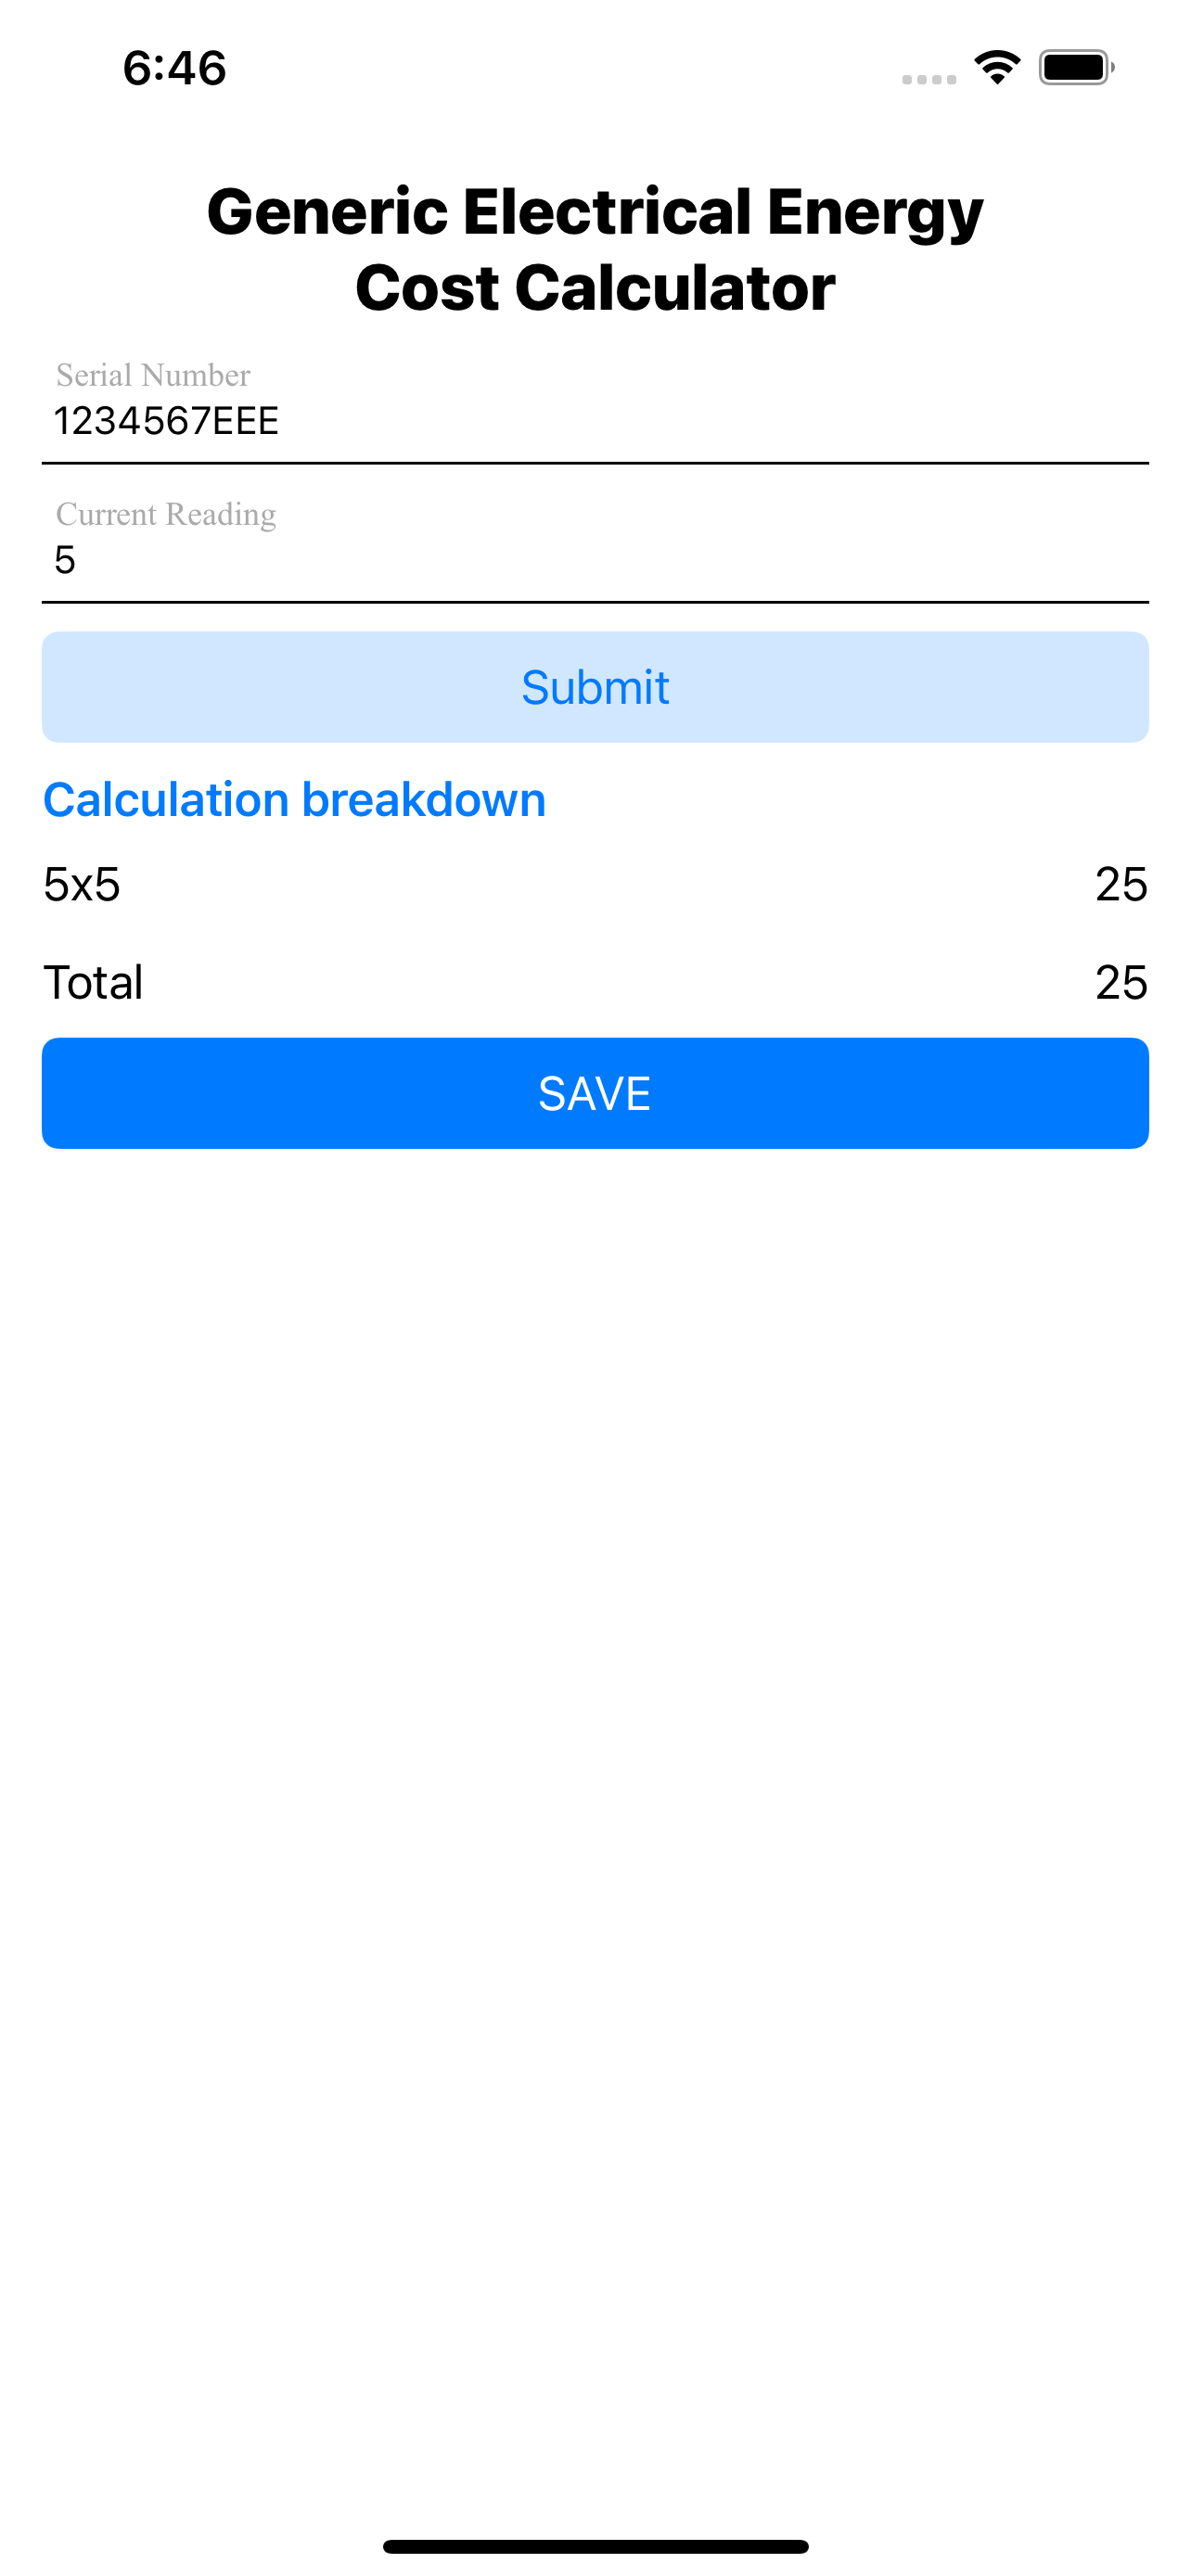 6:46
Generic Electrical Energy
Cost Calculator
Serial Number
1234567EEE
Current Reading
5
Submit
Calculation breakdown
5x5 25
Total 25
SAVE